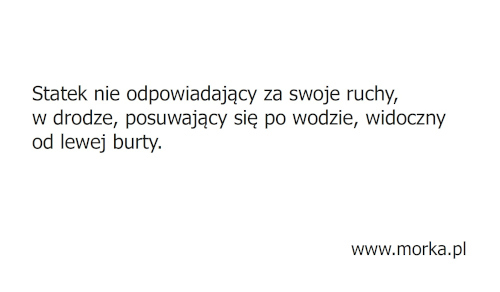 Statek nie odpowiadający za swoje ruchy,
w drodze, posuwający się po wodzie, widoczny
od lewej burty.
www.morka.pl